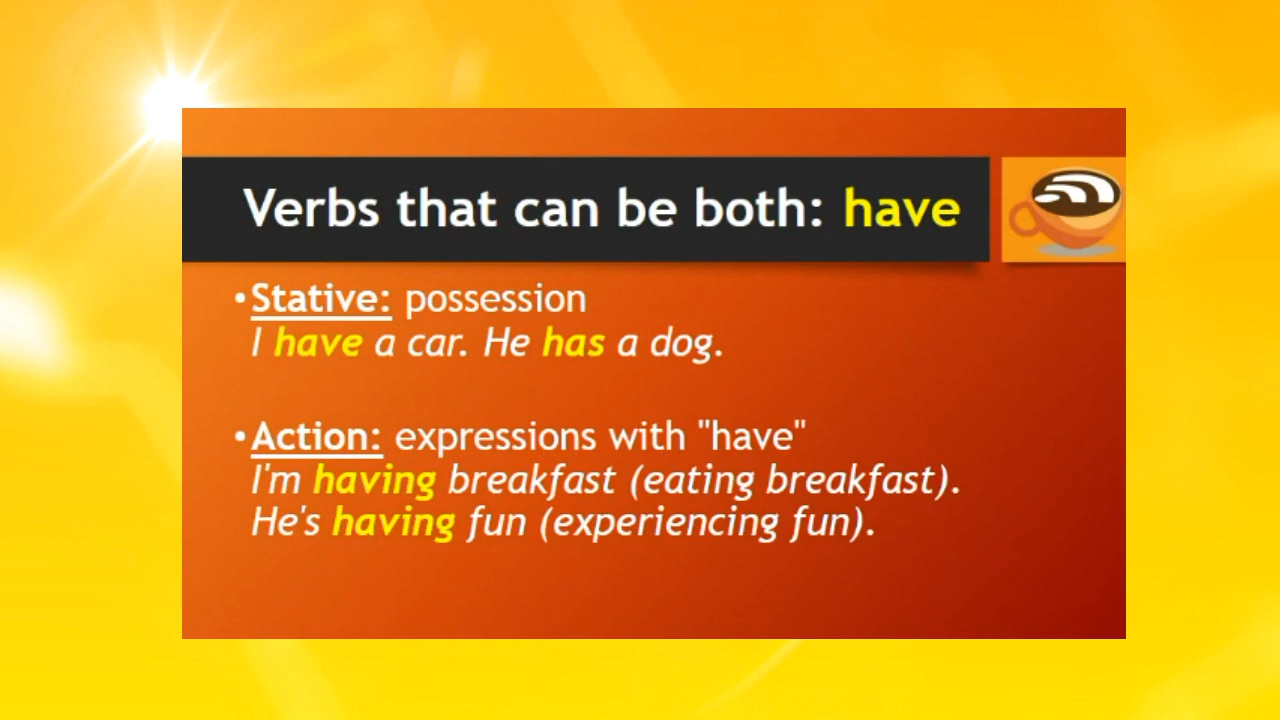 Verbs that can be both: have
•Stative: possession
I have a car. He has a dog.
•Action: expressions with "have"
I'm having breakfast (eating breakfast).
He's having fun (experiencing fun).